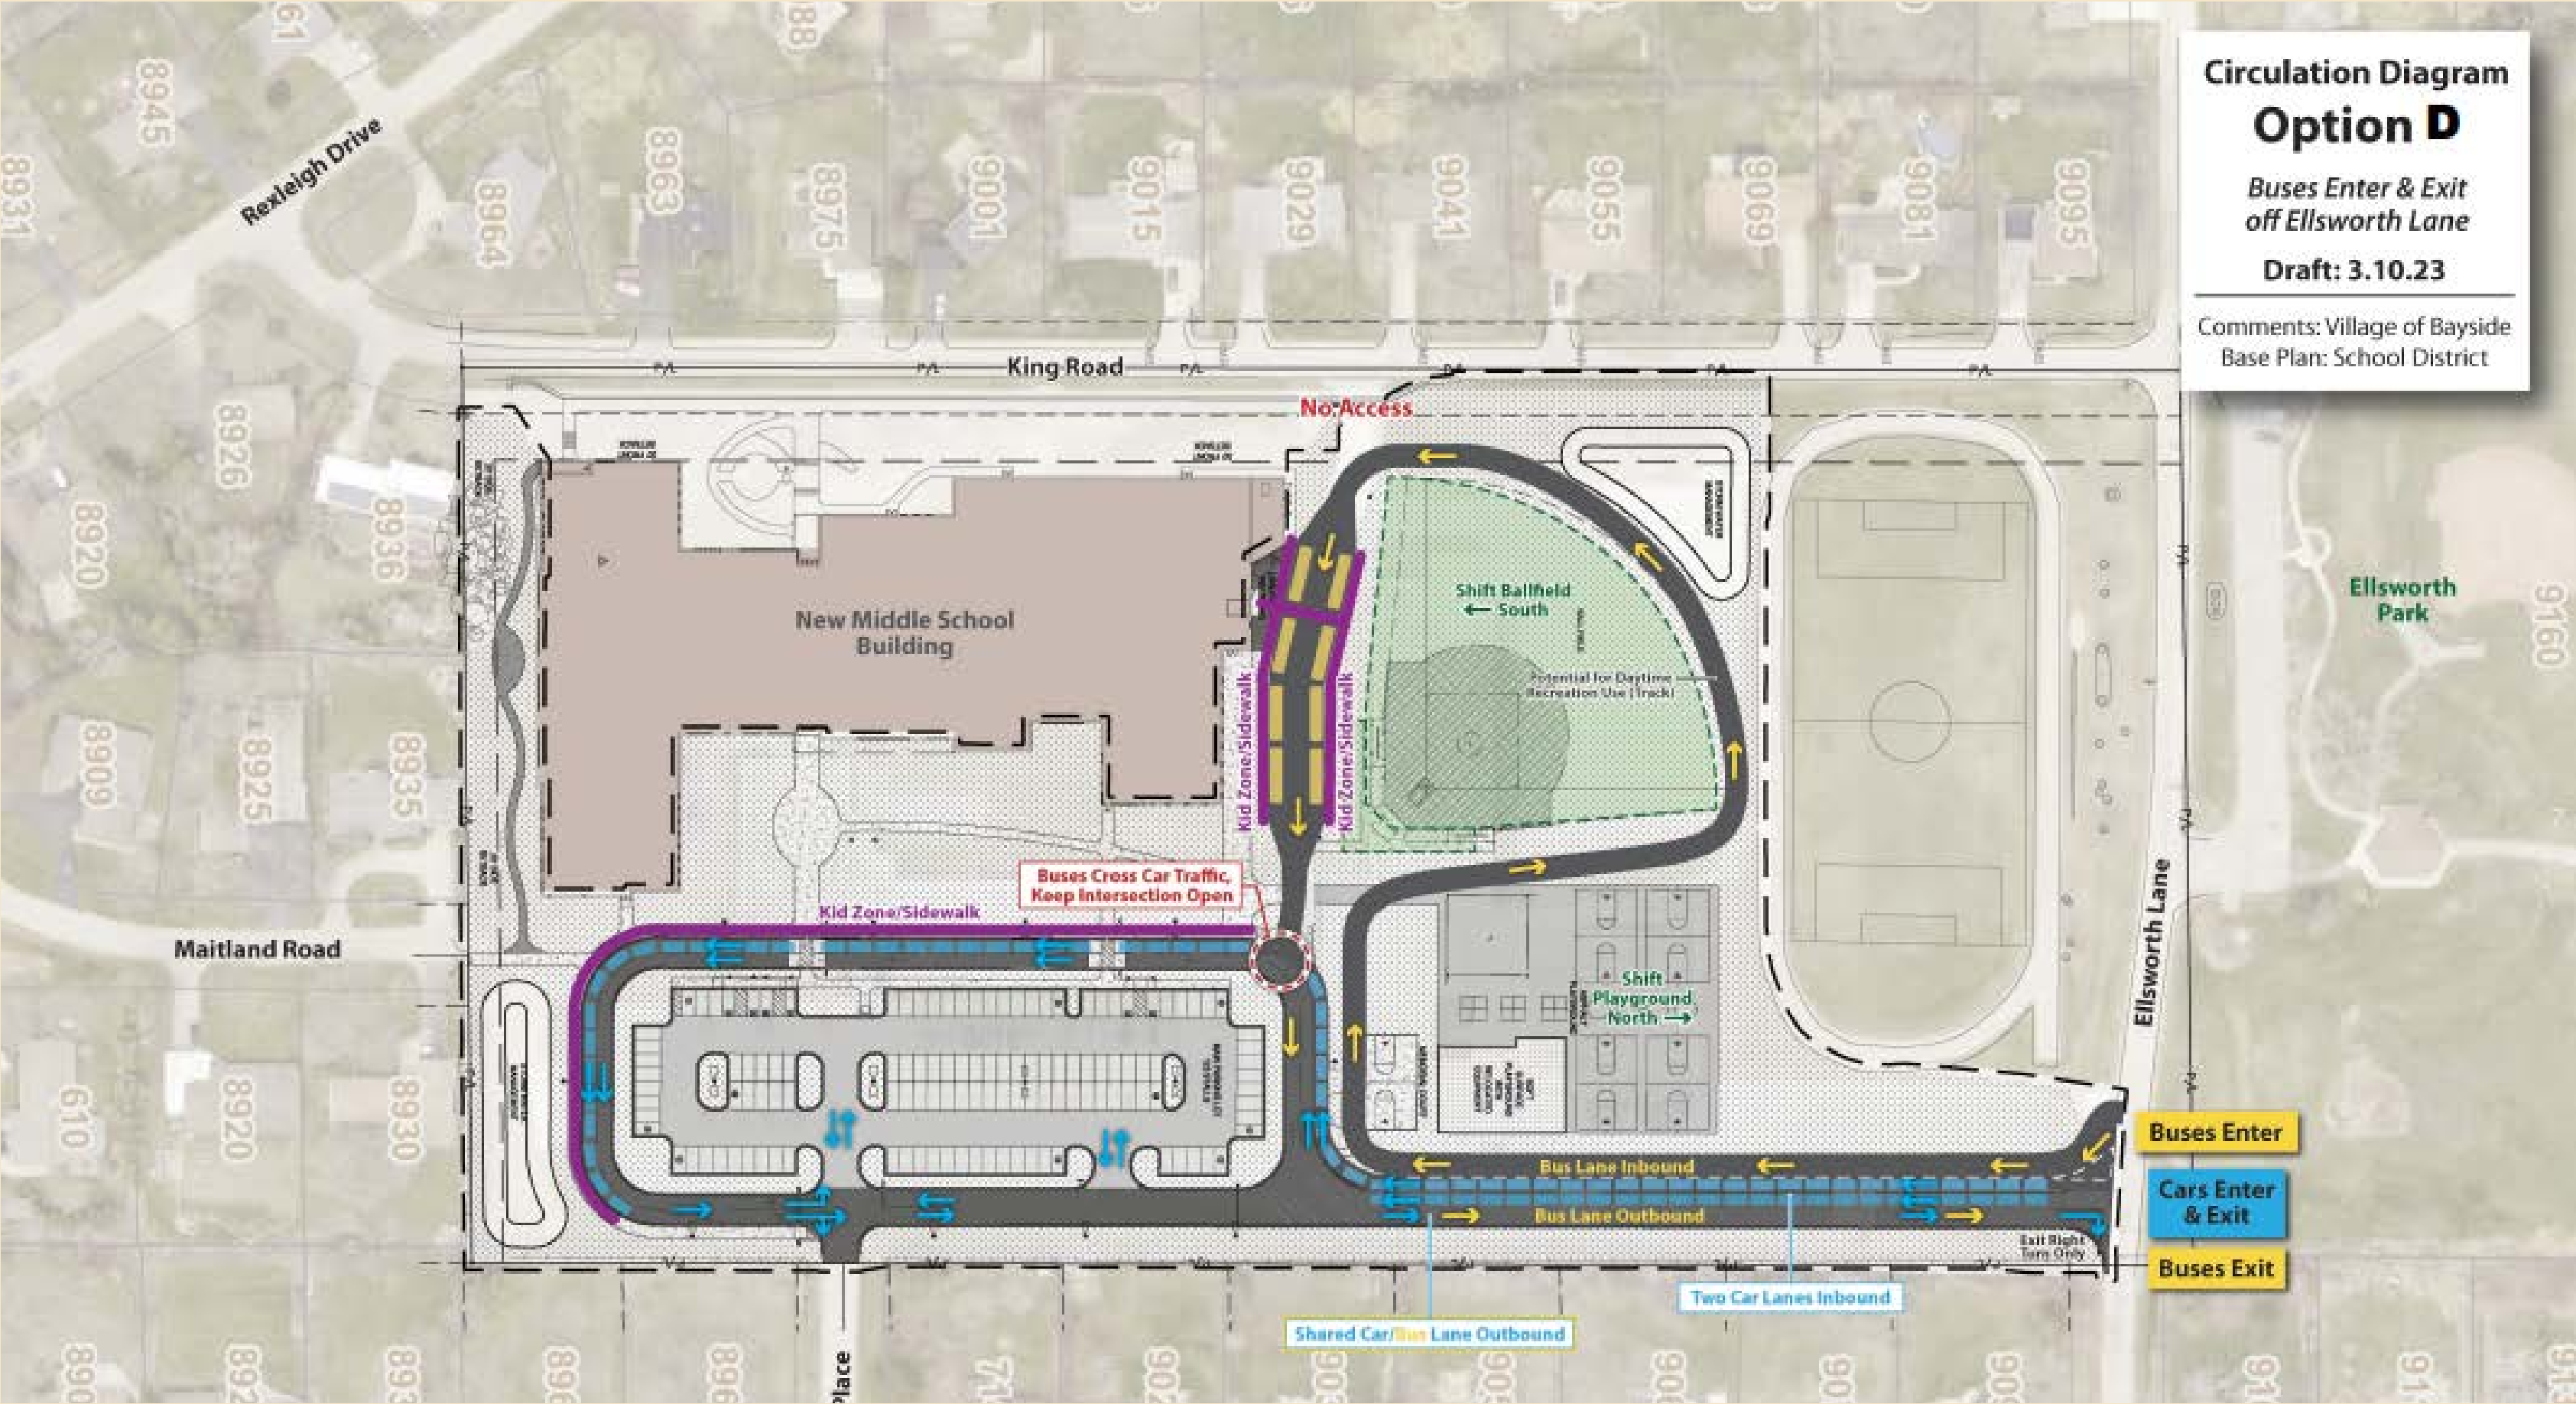 Circulation Diagram
Option D
Buses Enter & Exit
off Ellsworth Lane
Draft: 3.10.23
Comments: Village of Bayside
Base Plan: School District
61
88
8945
8931
Rexleigh Drive
8964
8963
8975
9001
9015
9029
9041
9055
9069
9081
9095
King Road
P/L
P/L
P/L
P/L
P/L
P/L
No Access
8926
8920
8936
New Middle School
Building
Shift Ballfield
← South
Potential for Daytime
Recreation Use (Track)
Ellsworth
Park
9160
Kid Zone/Sidewalk
Kid Zone/Sidewalk
8909
8925
8935
Buses Cross Car Traffic,
Keep Intersection Open
Kid Zone/Sidewalk
Maitland Road
Ellsworth Lane
Shift
Playground
North →
610
8920
8930
Buses Enter
Bus Lane Inbound
Cars Enter
& Exit
Bus Lane Outbound
Exit Right
Turn Only
Buses Exit
Two Car Lanes Inbound
Shared Car/Bus Lane Outbound
Place